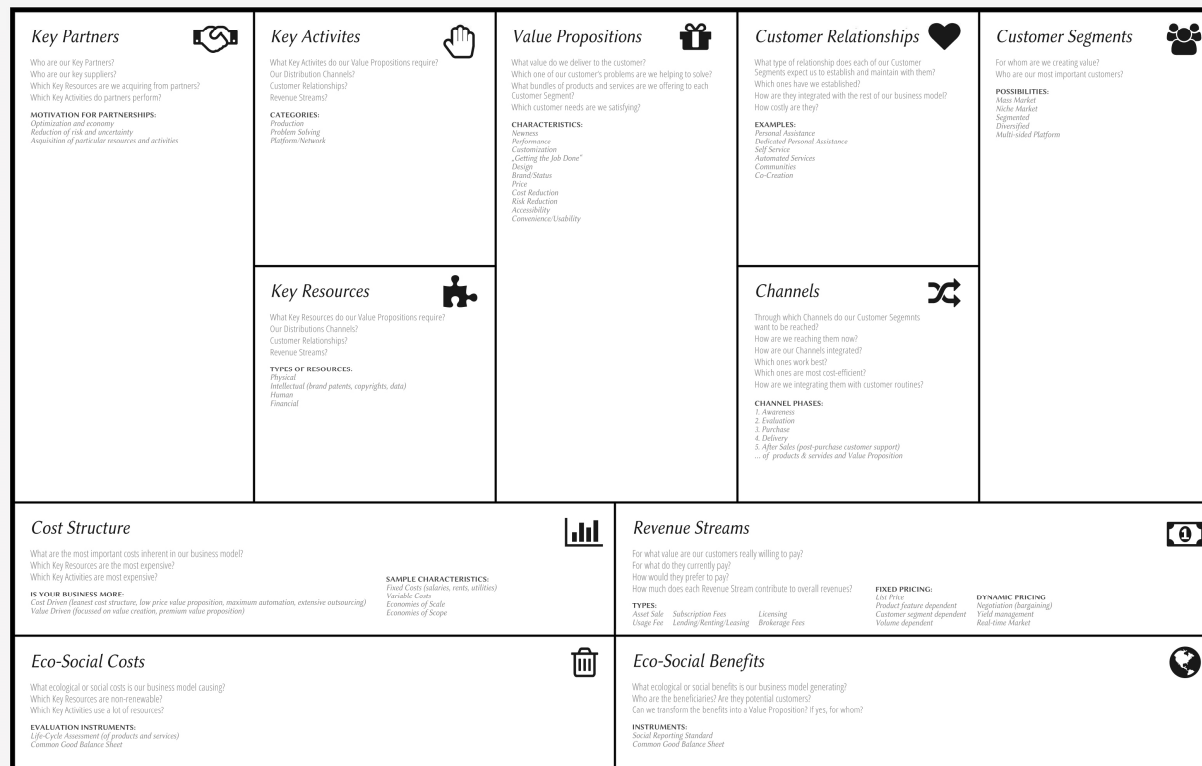 Key Partners
Who are our Key Partners?
Who are our key suppliers?
Which Key Resources are we acquiring from partners?
Which Key Activities do partners perform?
MOTIVATION FOR PARTNERSHIPS:
Optimization and economy
Reduction of risk and uncertainty
Asquisition of particular resources and activities
Key Activites
What Key Activites do our Value Propositions require?
Our Distribution Channels?
Customer Relationships?
Revenue Streams?
CATEGORIES:
Production
Problem Solving
Platform/Network
Key Resources
What Key Resources do our Value Propositions require?
Our Distributions Channels?
Customer Relationships?
Revenue Streams?
TYPES OF RESOURCES.
Physical
Intellectual (brand patents, copyrights, data)
Human
Financial
Value Propositions
What value do we deliver to the customer?
Which one of our customer's problems are we helping to solve?
What bundles of products and services are we offering to each
Customer Segment?
Which customer needs are we satisfying?
CHARACTERISTICS:
Newness
Performance
Customization
„Getting the Job Done"
Design
Brand/Status
Price
Cost Reduction
Risk Reduction
Accessibility
Convenience/Usability
Customer Relationships
What type of relationship does each of our Customer
Segments expect us to establish and maintain with them?
Which ones have we established?
How are they integrated with the rest of our business model?
How costly are they?
EXAMPLES:
Personal Assistance
Dedicated Personal Assistance
Self Service
Automated Services
Communities
Co-Creation
Channels
Through which Channels do our Customer Segemnts
want to be reached?
How are we reaching them now?
How are our Channels integrated?
Which ones work best?
Which ones are most cost-efficient?
How are we integrating them with customer routines?
CHANNEL PHASES:
1. Awareness
2. Evaluation
3. Purchase
4. Delivery
5. After Sales (post-purchase customer support)
... of products & servides and Value Proposition
Customer Segments
For whom are we creating value?
Who are our most important customers?
POSSIBILITIES:
Mass Market
Niche Market
Segmented
Diversified
Multi-sided Platform
Cost Structure
What are the most important costs inherent in our business model?
Which Key Resources are the most expensive?
Which Key Activities are most expensive?
IS YOUR BUSINESS MORE:
Cost Driven (leanest cost structure, low price value proposition, maximum automation, extensive outsourcing)
Value Driven (focussed on value creation, premium value proposition)
SAMPLE CHARACTERISTICS:
Fixed Costs (salaries, rents, utilities)
Variable Costs
Economies of Scale
Economies of Scope
Revenue Streams
For what value are our customers really willing to pay?
For what do they currently pay?
How would they prefer to pay?
How much does each Revenue Stream contribute to overall revenues?
TYPES:
Asset Sale Subscription Fees Licensing
Usage Fee Lending/Renting/Leasing Brokerage Fees
FIXED PRICING:
List Price
Product feature dependent
Customer segment dependent
Volume dependent
DYNAMIC PRICING
Negotiation (bargaining)
Yield management
Real-time Market
1
Eco-Social Costs
What ecological or social costs is our business model causing?
Which Key Resources are non-renewable?
Which Key Activities use a lot of resources?
EVALUATION INSTRUMENTS:
Life-Cycle Assessment (of products and services)
Common Good Balance Sheet
Eco-Social Benefits
What ecological or social benefits is our business model generating?
Who are the beneficiaries? Are they potential customers?
Can we transform the benefits into a Value Proposition? If yes, for whom?
INSTRUMENTS:
Social Reporting Standard
Common Good Balance Sheet